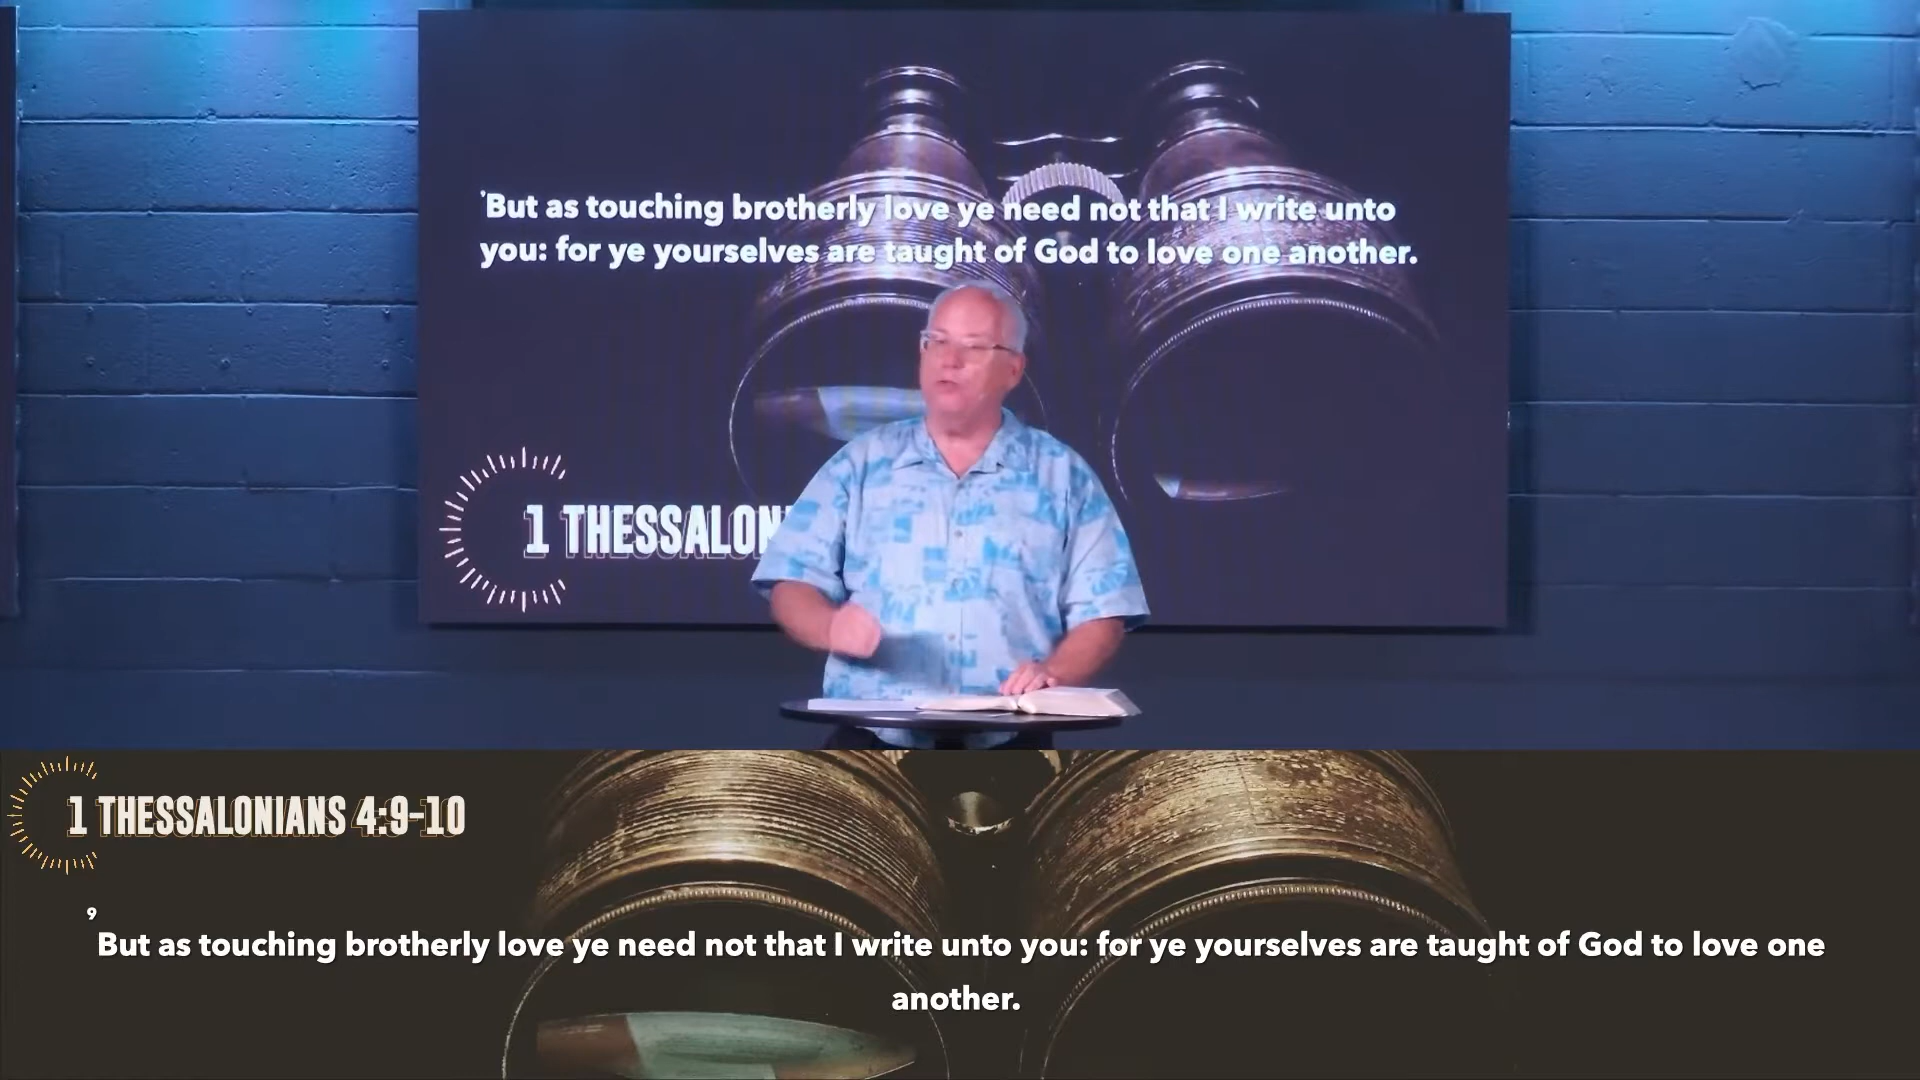 But as touching brotherly love ye need not that I write unto
you: for ye yourselves are taught of God to love one another.
1 THESSALON
1 THESSALONIANS 4:9-10
9
But as touching brotherly love ye need not that I write unto you: for ye yourselves are taught of God to love one
another.